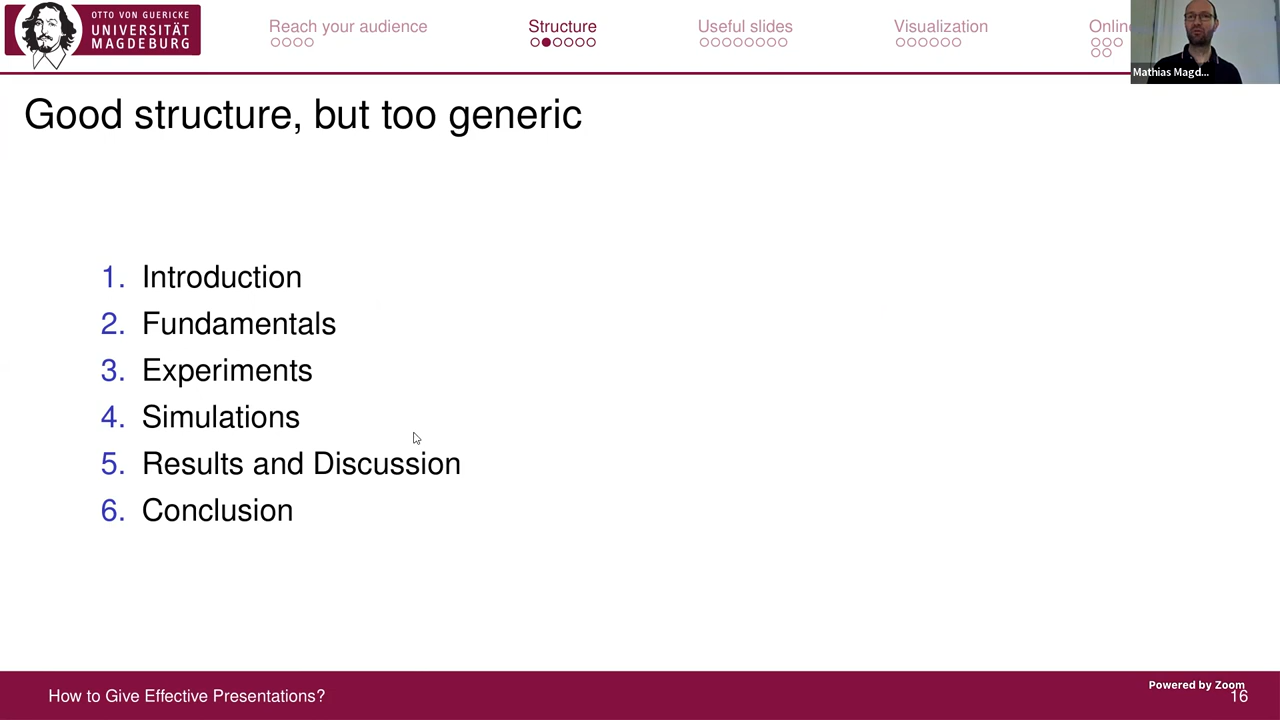 OTTO VON GUERICKE
UNIVERSITÄT
MAGDEBURG
Reach your audience
Structure
Useful slides
Visualization
Online
Mathias Magd...
Good structure, but too generic
1. Introduction
2. Fundamentals
3. Experiments
4. Simulations
5. Results and Discussion
6. Conclusion
How to Give Effective Presentations?
Powered by Zoom
16